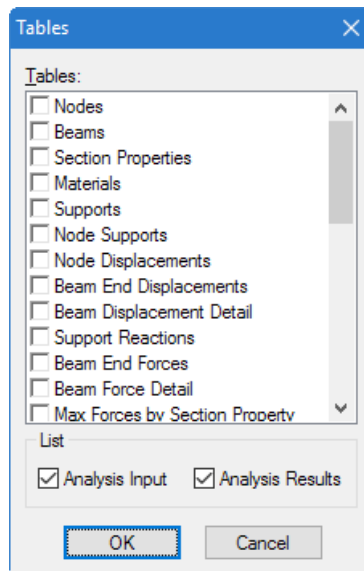 Tables
Tables:
Nodes
Beams
Section Properties
Materials
Supports
Node Supports
Node Displacements
Beam End Displacements
Beam Displacement Detail
Support Reactions
Beam End Forces
Beam Force Detail
Max Forces by Section Property
List
Analysis Input Analysis Results
OK Cancel